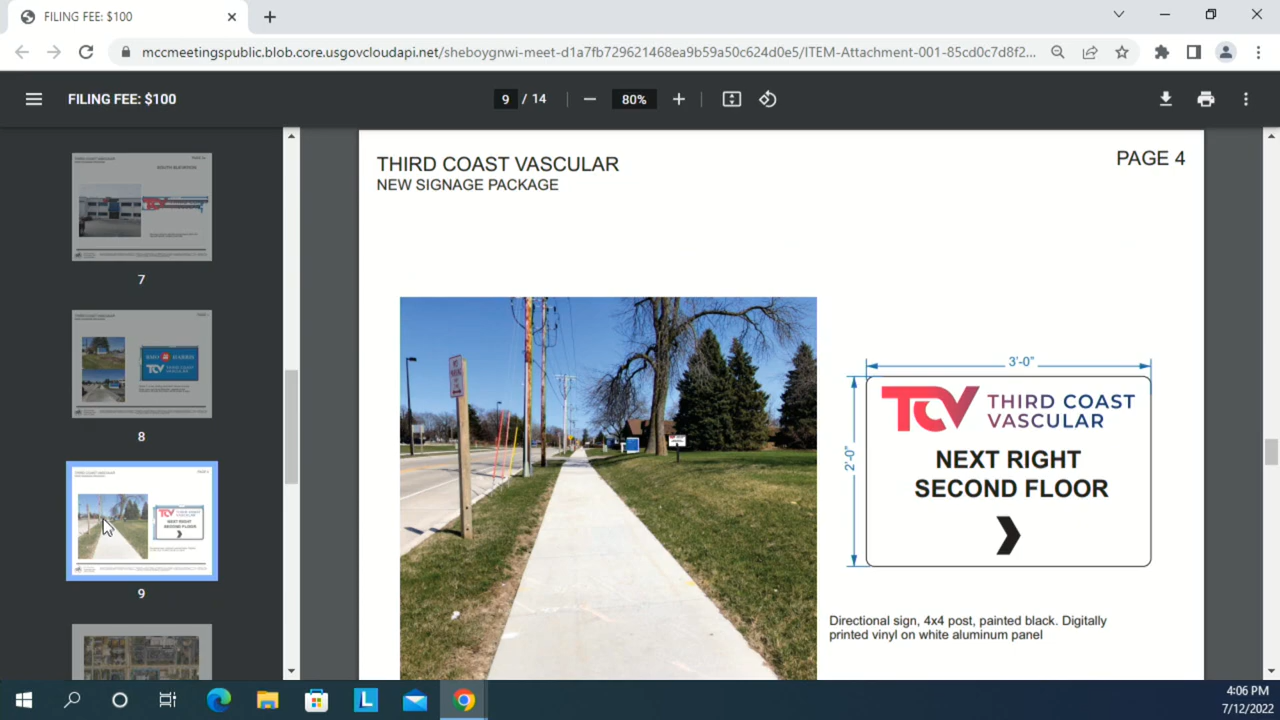 FILING FEE: $100
mccmeetingspublic.blob.core.usgovcloudapi.net/sheboygnwi-meet-d1a7fb729621468ea9b59a50c624d0e5/ITEM-Attachment-001-85cd0c7d8f2...
FILING FEE: $100
9 / 14
80%
7
8
9
THIRD COAST VASCULAR
NEW SIGNAGE PACKAGE
PAGE 4
3'-0"
2'-0"
TCV THIRD COAST
VASCULAR
NEXT RIGHT
SECOND FLOOR
Directional sign, 4x4 post, painted black. Digitally
printed vinyl on white aluminum panel
4:06 PM
7/12/2022